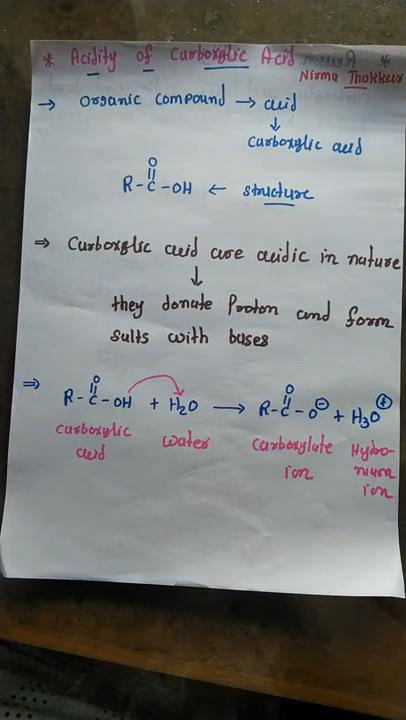 * Acidity of Carboxylic Acid *
Nirma Thakkur
→ Organic compound → acid
↓
Carboxylic acid
O
||
R-C-OH ← structure
⇒ Carboxylic acid are acidic in nature
↓
they donate Proton and form
salts with bases
⇒
O O
|| ||
R-C-OH + H₂O → R-C-O⊖ + H₃O⊕
carboxylic water carboxylate Hydro-
acid ion nium
ion